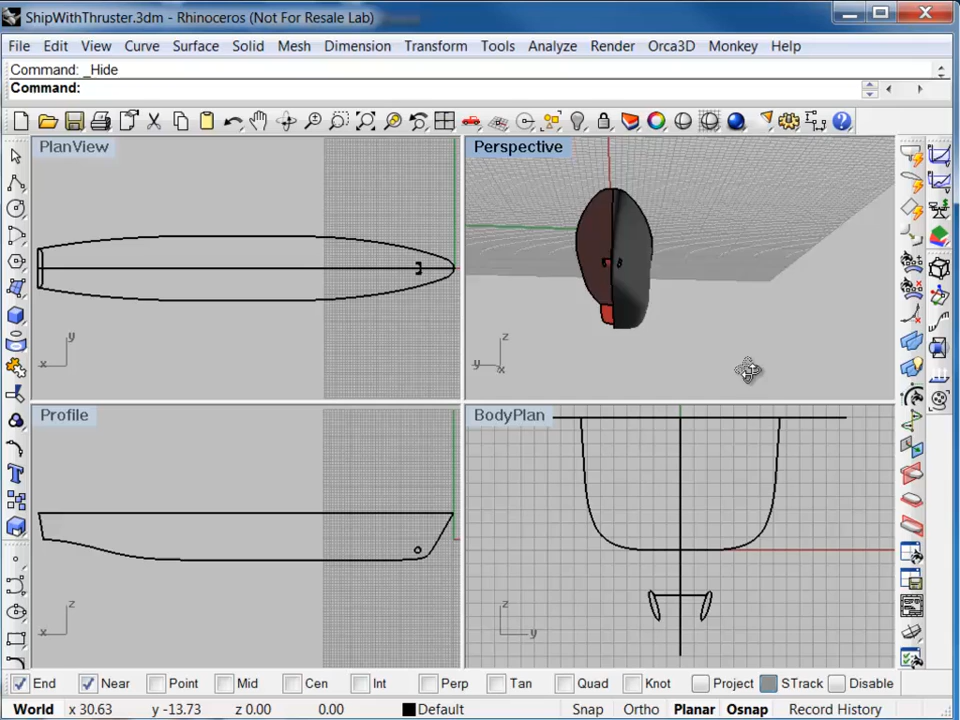 ShipWithThruster.3dm - Rhinoceros (Not For Resale Lab)
File Edit View Curve Surface Solid Mesh Dimension Transform Tools Analyze Render Orca3D Monkey Help
Command: _Hide
Command:
PlanView
Perspective
y
x
z
y
x
Profile
BodyPlan
z
x
z
y
End Near Point Mid Cen Int Perp Tan Quad Knot Project STrack Disable
World x 30.63 y -13.73 z 0.00 0.00 Default Snap Ortho Planar Osnap Record History